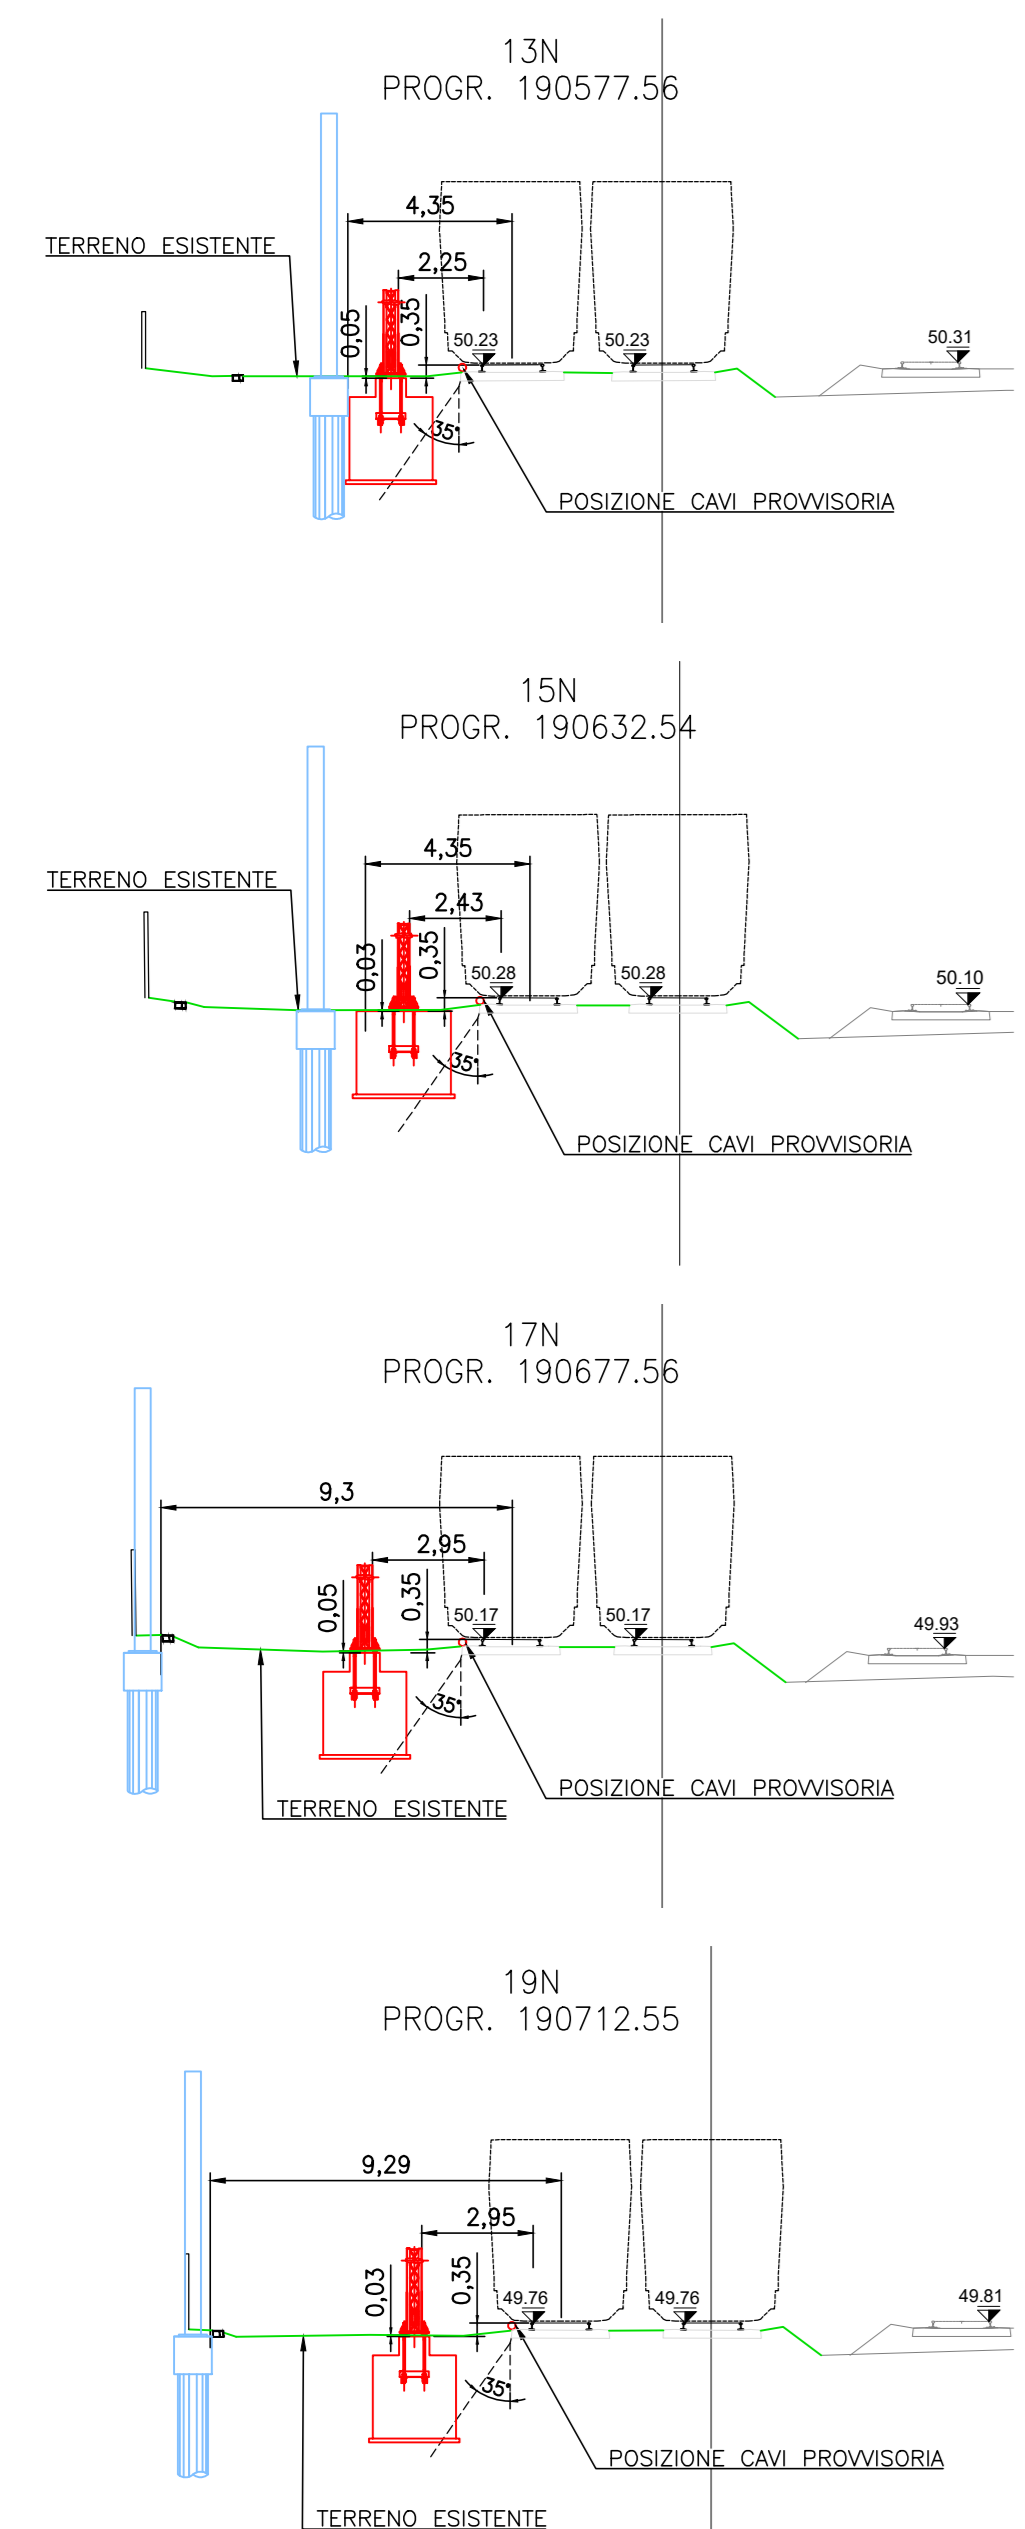 13N
PROGR. 190577.56
4,35
TERRENO ESISTENTE
2,25
0,05
0,35
50.23
50.23
50.31
35°
POSIZIONE CAVI PROVVISORIA
15N
PROGR. 190632.54
4,35
TERRENO ESISTENTE
2,43
0,03
0,35
50.28
50.28
50.10
35°
POSIZIONE CAVI PROVVISORIA
17N
PROGR. 190677.56
9,3
2,95
0,05
0,35
50.17
50.17
49.93
35°
POSIZIONE CAVI PROVVISORIA
TERRENO ESISTENTE
19N
PROGR. 190712.55
9,29
2,95
0,03
0,35
49.76
49.76
49.81
35°
POSIZIONE CAVI PROVVISORIA
TERRENO ESISTENTE